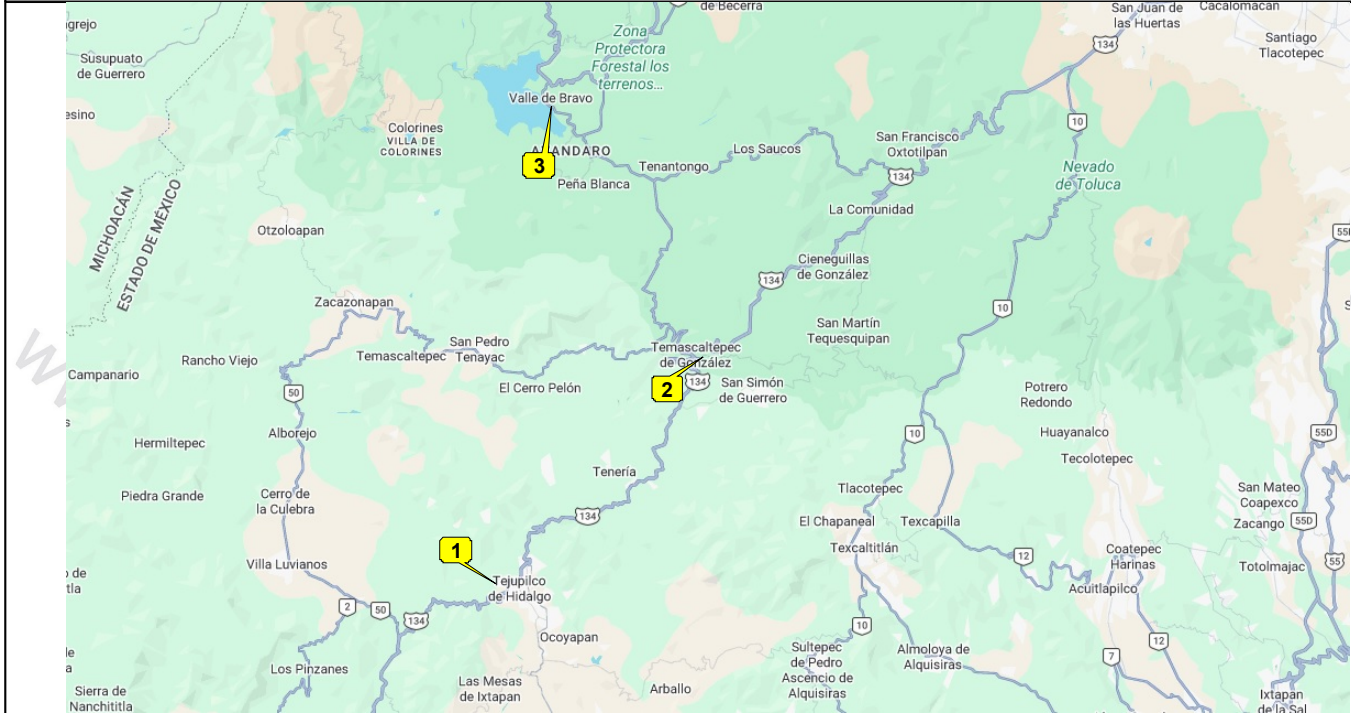 de Becerra
San Juan de
las Huertas
Cacalomacan
grejo
Zona
Protectora
Forestal los
terrenos...
134
Santiago
Tlacotepec
Susupuato
de Guerrero
Valle de Bravo
esino
Colorines
VILLA DE
COLORINES
10
San Francisco
Oxtotilpan
Los Saucos
ANDARO
3
Tenantongo
134
Nevado
de Toluca
Peña Blanca
MICHOACÁN
ESTADO DE MÉXICO
La Comunidad
Otzoloapan
55D
Cieneguillas
de González
134
Zacazonapan
10
S
San Martín
Tequesquipan
San Pedro
Tenayac
Temascaltepec
Temascaltepec
de González
Rancho Viejo
Campanario
El Cerro Pelón
2
134
San Simón
de Guerrero
Potrero
Redondo
50
s
Alborejo
10
Huayanalco
55D
Hermiltepec
Tecolotepec
Tenería
Piedra Grande
Cerro de
la Culebra
Tlacotepec
San Mateo
Coapexco
134
El Chapaneal
Texcapilla
Zacango
55D
1
Texcaltitlán
12
Coatepec
Harinas
Villa Luvianos
Totolmajac
55
o de
tla
Tejupilco
de Hidalgo
Acuitlapilco
2
50
134
10
12
Ocoyapan
Sultepec
de Pedro
Ascencio de
Alquisiras
Almoloya de
Alquisiras
7
le
a
Los Pinzanes
Las Mesas
de Ixtapan
Arballo
Sierra de
Nanchititla
Ixtapan
de la Sal